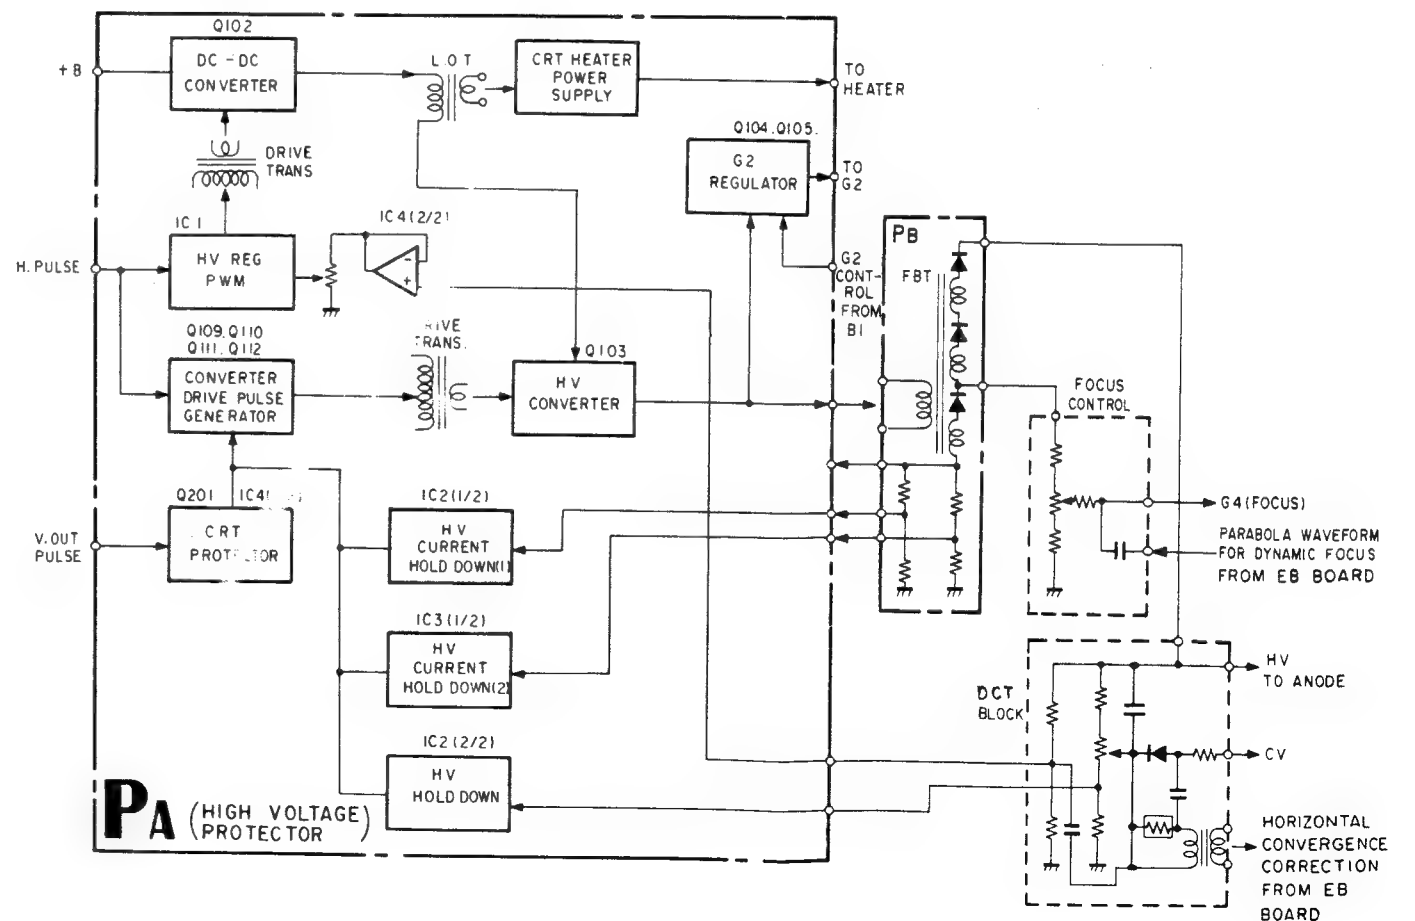 Q102
DC-DC
CONVERTER
+B
L.O.T
CRT HEATER
POWER
SUPPLY
TO
HEATER
DRIVE
TRANS
Q104.Q105.
G2
REGULATOR
TO
G2
IC1
HV REG
PWM
H.PULSE
IC4(2/2)
-
+
G2
CONT-
ROL
FROM
B1
PB
FBT
Q109.Q110
Q111.Q112
CONVERTER
DRIVE PULSE
GENERATOR
TRANS.
Q103
HV
CONVERTER
FOCUS
CONTROL
G4(FOCUS)
PARABOLA WAVEFORM
FOR DYNAMIC FOCUS
FROM EB BOARD
Q201
CRT
V.OUT
PULSE
IC2(1/2)
HV
CURRENT
HOLD DOWN(1)
IC3(1/2)
HV
CURRENT
HOLD DOWN(2)
IC2(2/2)
HV
HOLD DOWN
PA (HIGH VOLTAGE PROTECTOR)
DCT
BLOCK
HV
TO ANODE
CV
HORIZONTAL
CONVERGENCE
CORRECTION
FROM EB
BOARD